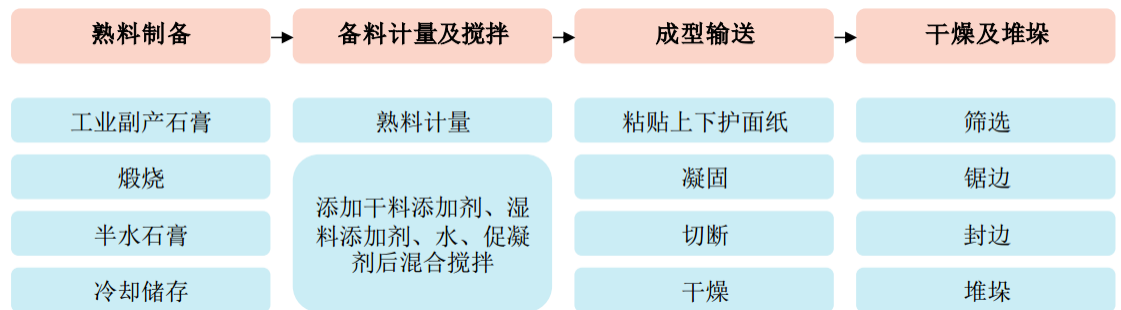 熟料制备
备料计量及搅拌
成型输送
干燥及堆垛
工业副产石膏
熟料计量
粘贴上下护面纸
筛选
煅烧
添加干料添加剂、湿
料添加剂、水、促凝
剂后混合搅拌
凝固
锯边
半水石膏
切断
封边
冷却储存
干燥
堆垛